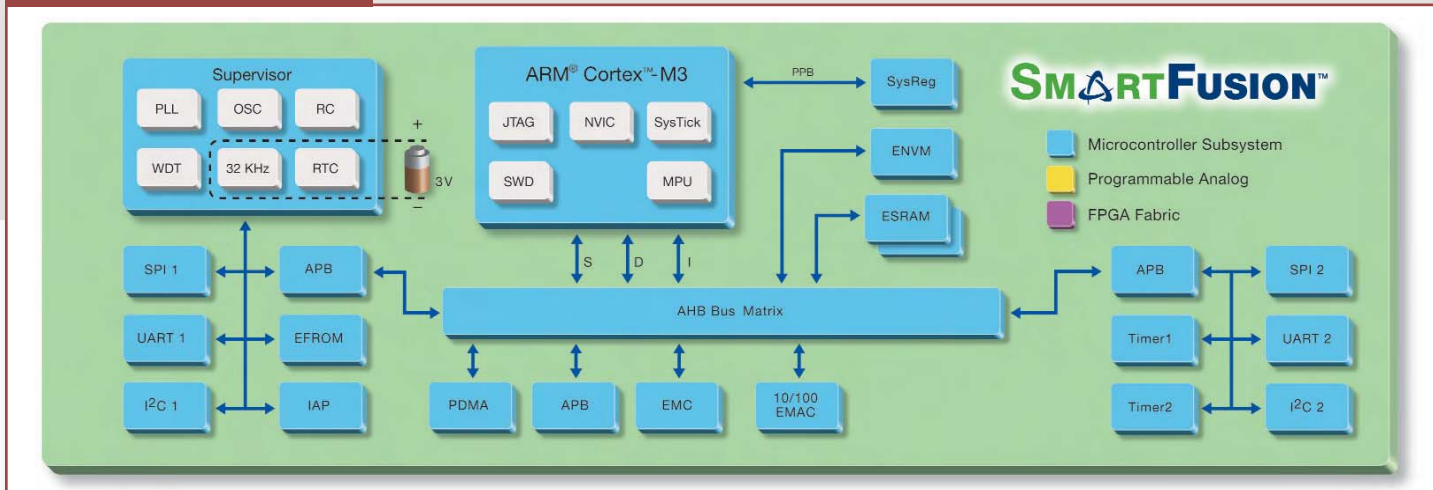 Supervisor
PLL
OSC
RC
WDT
32 KHz
RTC
+
3V
−
ARM® Cortex™-M3
JTAG
NVIC
SysTick
SWD
MPU
PPB
SysReg
ENVM
ESRAM
SMARTFUSION™
Microcontroller Subsystem
Programmable Analog
FPGA Fabric
S
D
I
SPI 1
APB
UART 1
EFROM
I²C 1
IAP
AHB Bus Matrix
PDMA
APB
EMC
10/100
EMAC
APB
SPI 2
Timer1
UART 2
Timer2
I²C 2